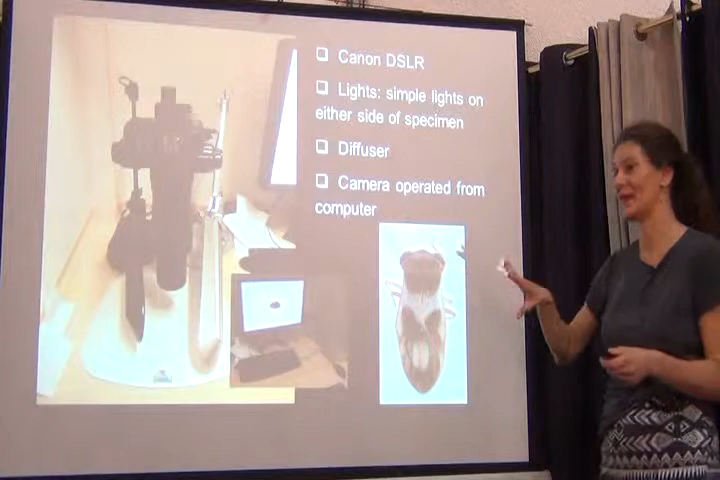 ❑ Canon DSLR
❑ Lights: simple lights on
either side of specimen
❑ Diffuser
❑ Camera operated from
computer